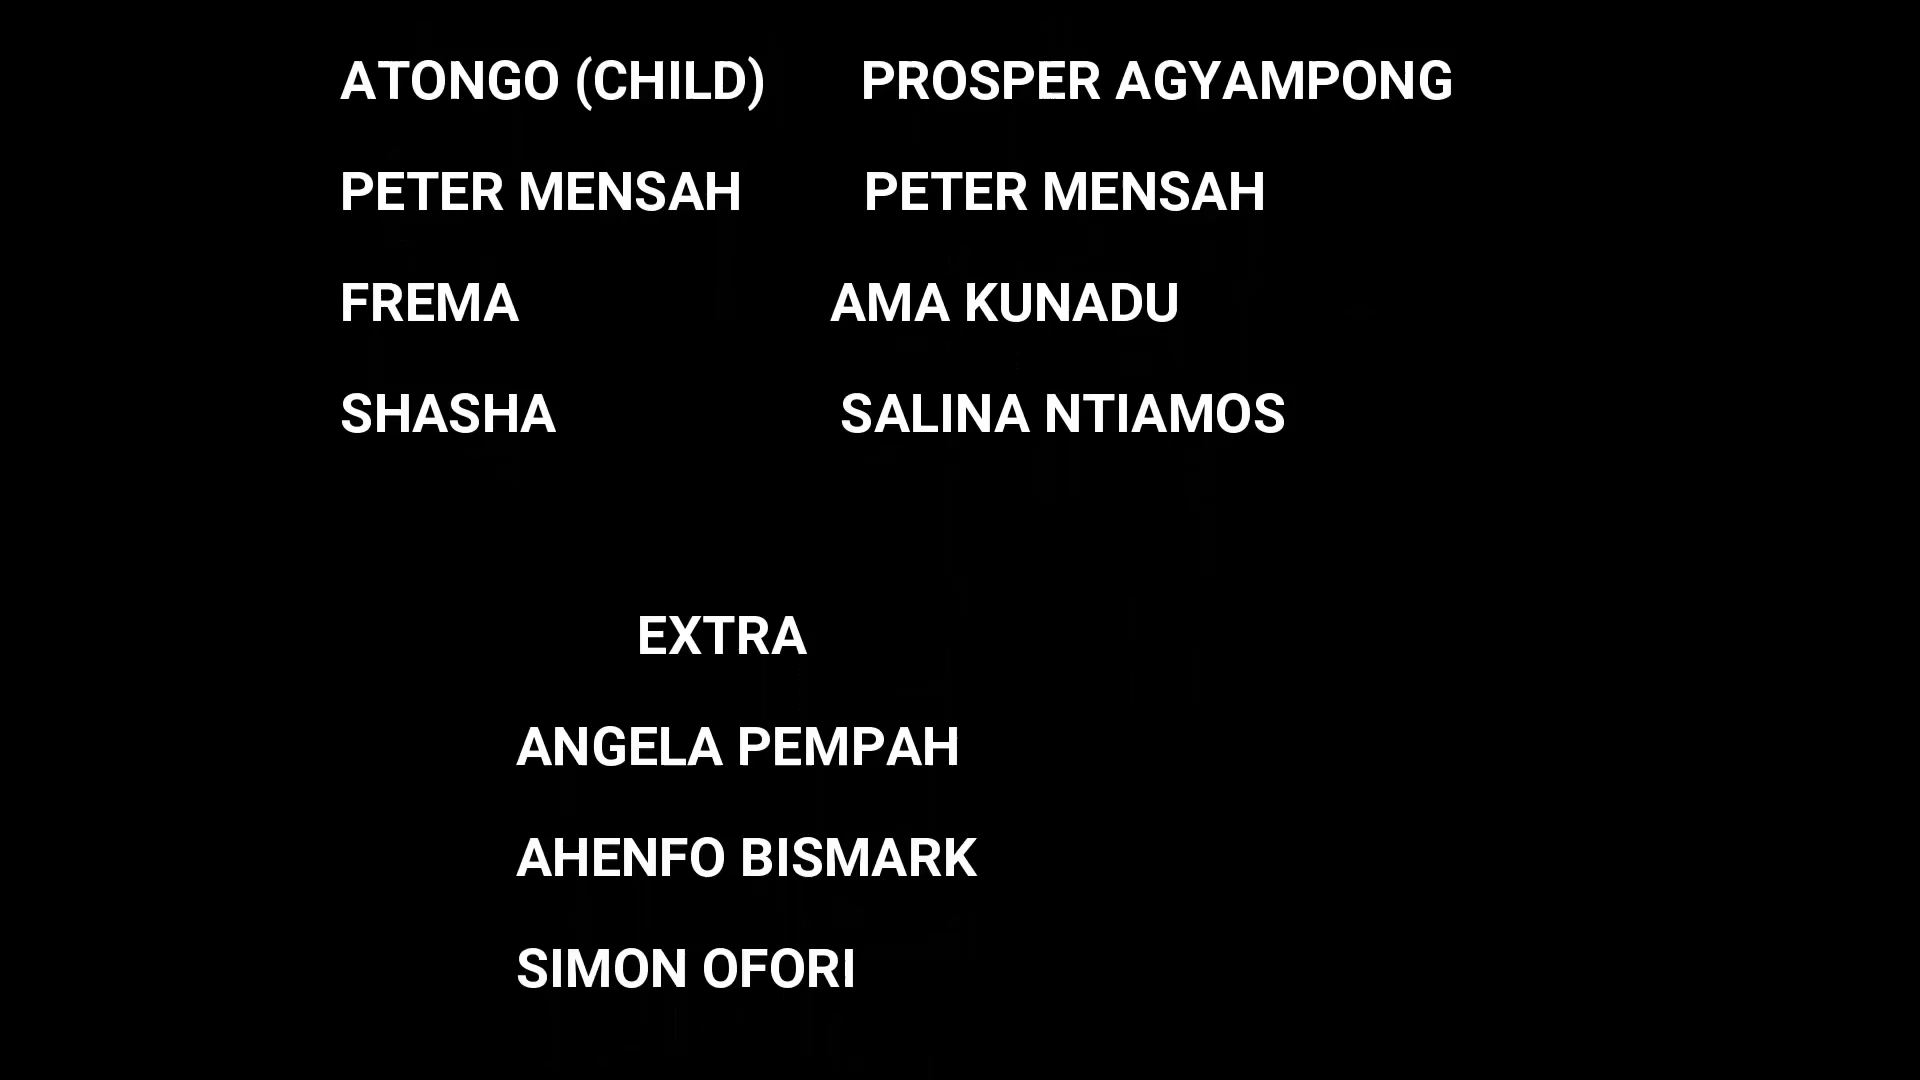 ATONGO (CHILD) PROSPER AGYAMPONG
PETER MENSAH PETER MENSAH
FREMA AMA KUNADU
SHASHA SALINA NTIAMOS
EXTRA
ANGELA PEMPAH
AHENFO BISMARK
SIMON OFORI